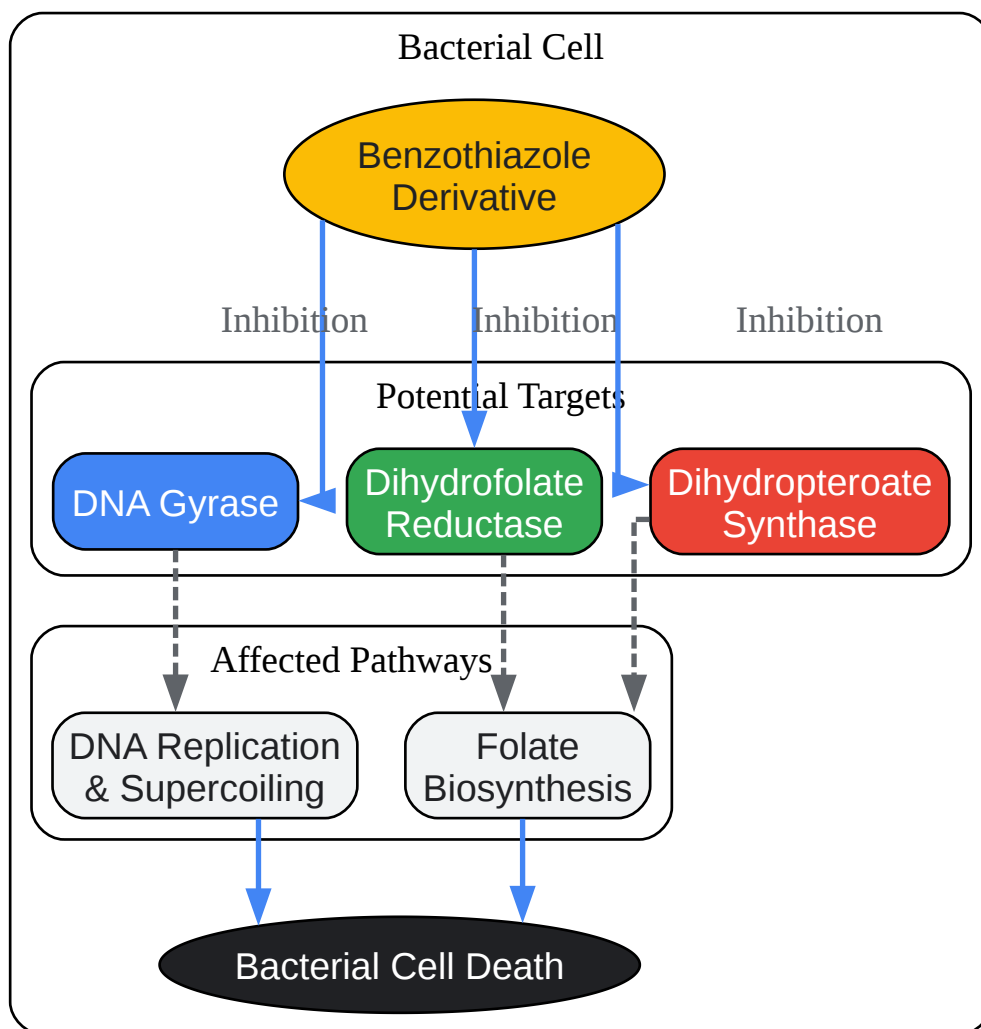 Bacterial Cell
Benzothiazole
Derivative
Inhibition
Inhibition
Inhibition
Potential Targets
DNA Gyrase
Dihydrofolate
Reductase
Dihydropteroate
Synthase
Affected Pathways
DNA Replication
& Supercoiling
Folate
Biosynthesis
Bacterial Cell Death